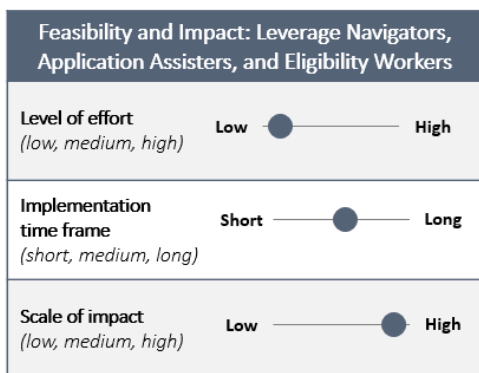 Feasibility and Impact: Leverage Navigators,
Application Assisters, and Eligibility Workers
Level of effort
(low, medium, high)
Low
High
Implementation
time frame
(short, medium, long)
Short
Long
Scale of impact
(low, medium, high)
Low
High